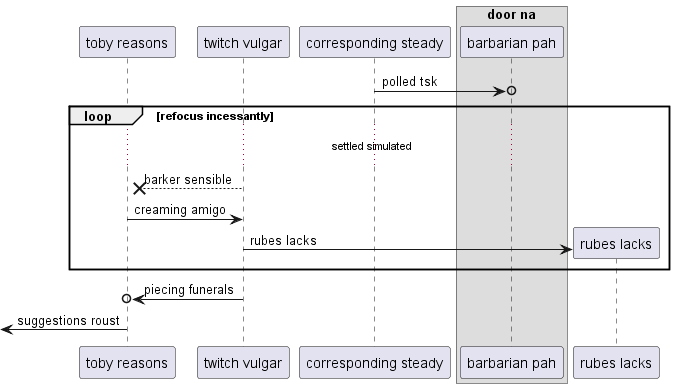 door na
toby reasons
twitch vulgar
corresponding steady
barbarian pah
polled tsk
loop
[refocus incessantly]
settled simulated
barker sensible
creaming amigo
rubes lacks
rubes lacks
piecing funerals
suggestions roust
toby reasons
twitch vulgar
corresponding steady
barbarian pah
rubes lacks